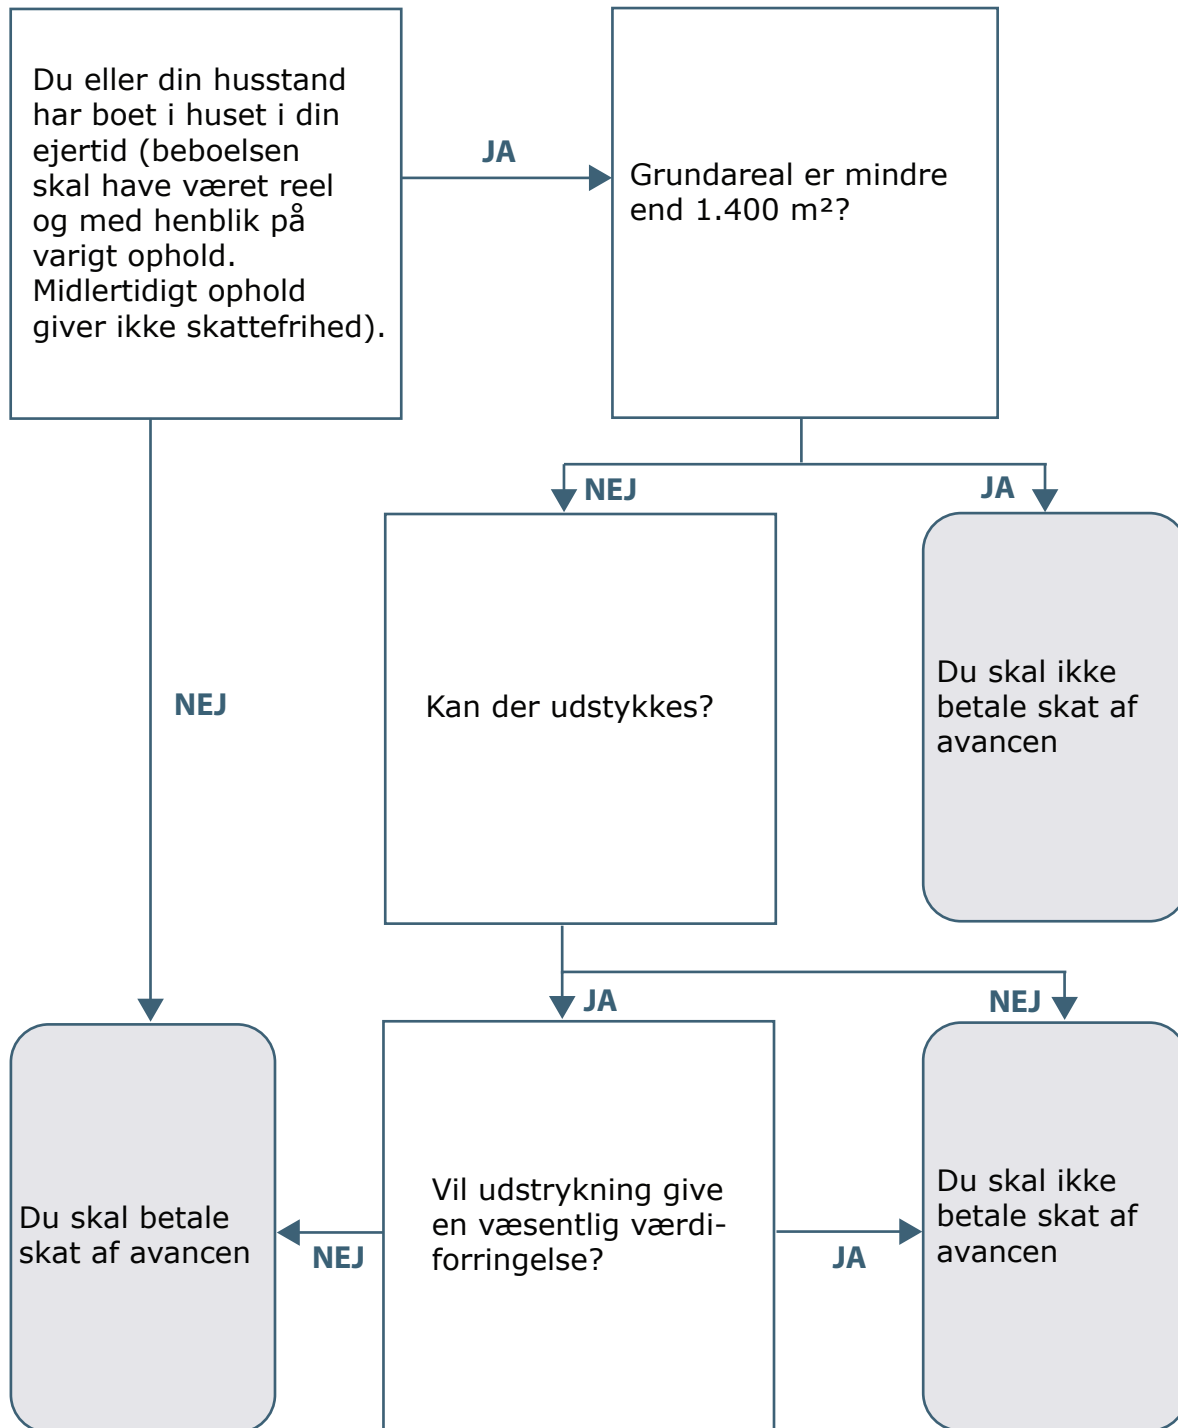 Du eller din husstand
har boet i huset i din
ejertid (beboelsen
skal have været reel
og med henblik på
varigt ophold.
Midlertidigt ophold
giver ikke skattefrihed).
JA
Grundareal er mindre
end 1.400 m²?
NEJ
JA
Kan der udstykkes?
Du skal ikke
betale skat af
avancen
NEJ
JA
NEJ
Du skal betale
skat af avancen
NEJ
Vil udstrykning give
en væsentlig værdi-
forringelse?
JA
Du skal ikke
betale skat af
avancen